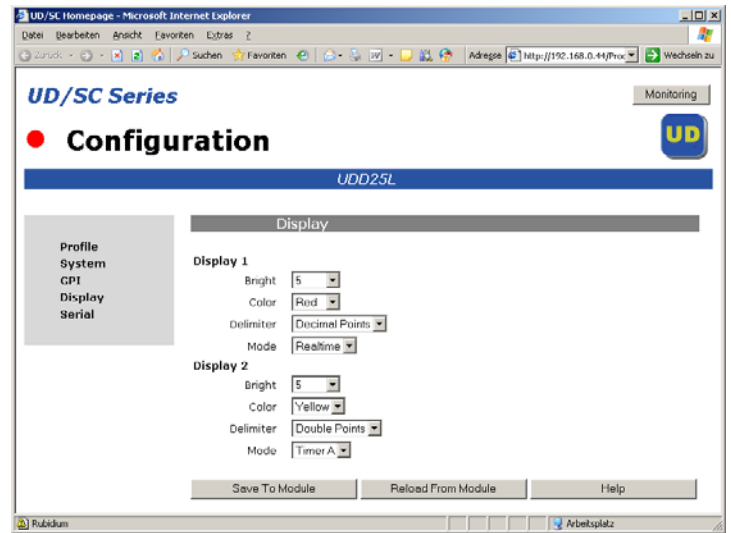 UD/SC Homepage - Microsoft Internet Explorer
Datei Bearbeiten Ansicht Favoriten Extras ?
Zurück Suchen Favoriten Adresse http://192.168.0.44/Proc Wechseln zu
UD/SC Series
Monitoring
Configuration
UD
UDD25L
Display
Profile
System
GPI
Display
Serial
Display 1
Bright 5
Color Red
Delimiter Decimal Points
Mode Realtime
Display 2
Bright 5
Color Yellow
Delimiter Double Points
Mode Timer A
Save To Module Reload From Module Help
Rubidium Arbeitsplatz